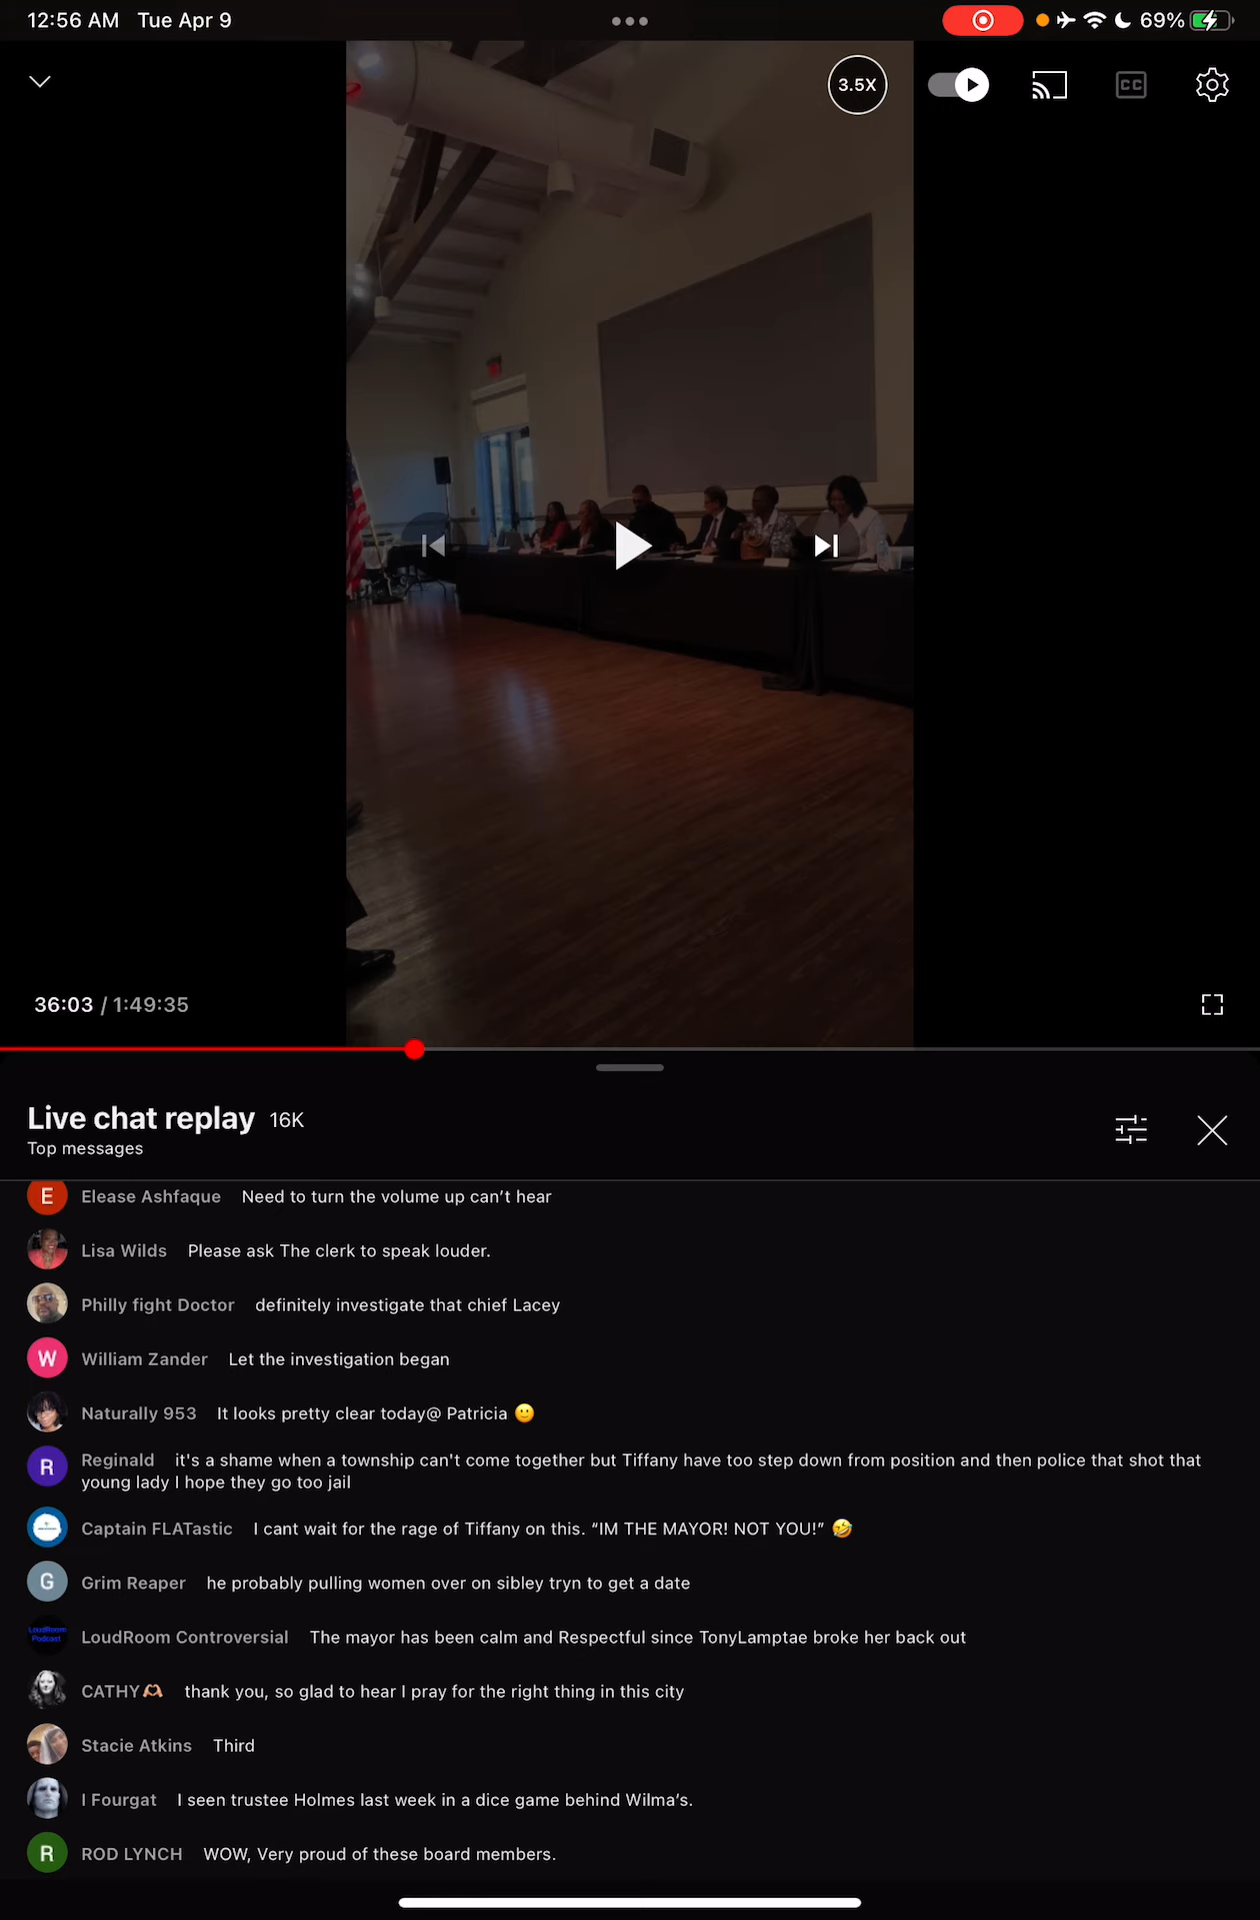 12:56 AM Tue Apr 9
69%
3.5X
CC
36:03 / 1:49:35
Live chat replay 16K
Top messages
E Elease Ashfaque Need to turn the volume up can’t hear
Lisa Wilds Please ask The clerk to speak louder.
Philly fight Doctor definitely investigate that chief Lacey
W William Zander Let the investigation began
Naturally 953 It looks pretty clear today@ Patricia 🙂
R Reginald it's a shame when a township can't come together but Tiffany have too step down from position and then police that shot that
young lady I hope they go too jail
Captain FLATastic I cant wait for the rage of Tiffany on this. “IM THE MAYOR! NOT YOU!” 🤣
G Grim Reaper he probably pulling women over on sibley tryn to get a date
LoudRoom Podcast LoudRoom Controversial The mayor has been calm and Respectful since TonyLamptae broke her back out
CATHY🫶🏽 thank you, so glad to hear I pray for the right thing in this city
Stacie Atkins Third
I Fourgat I seen trustee Holmes last week in a dice game behind Wilma’s.
R ROD LYNCH WOW, Very proud of these board members.